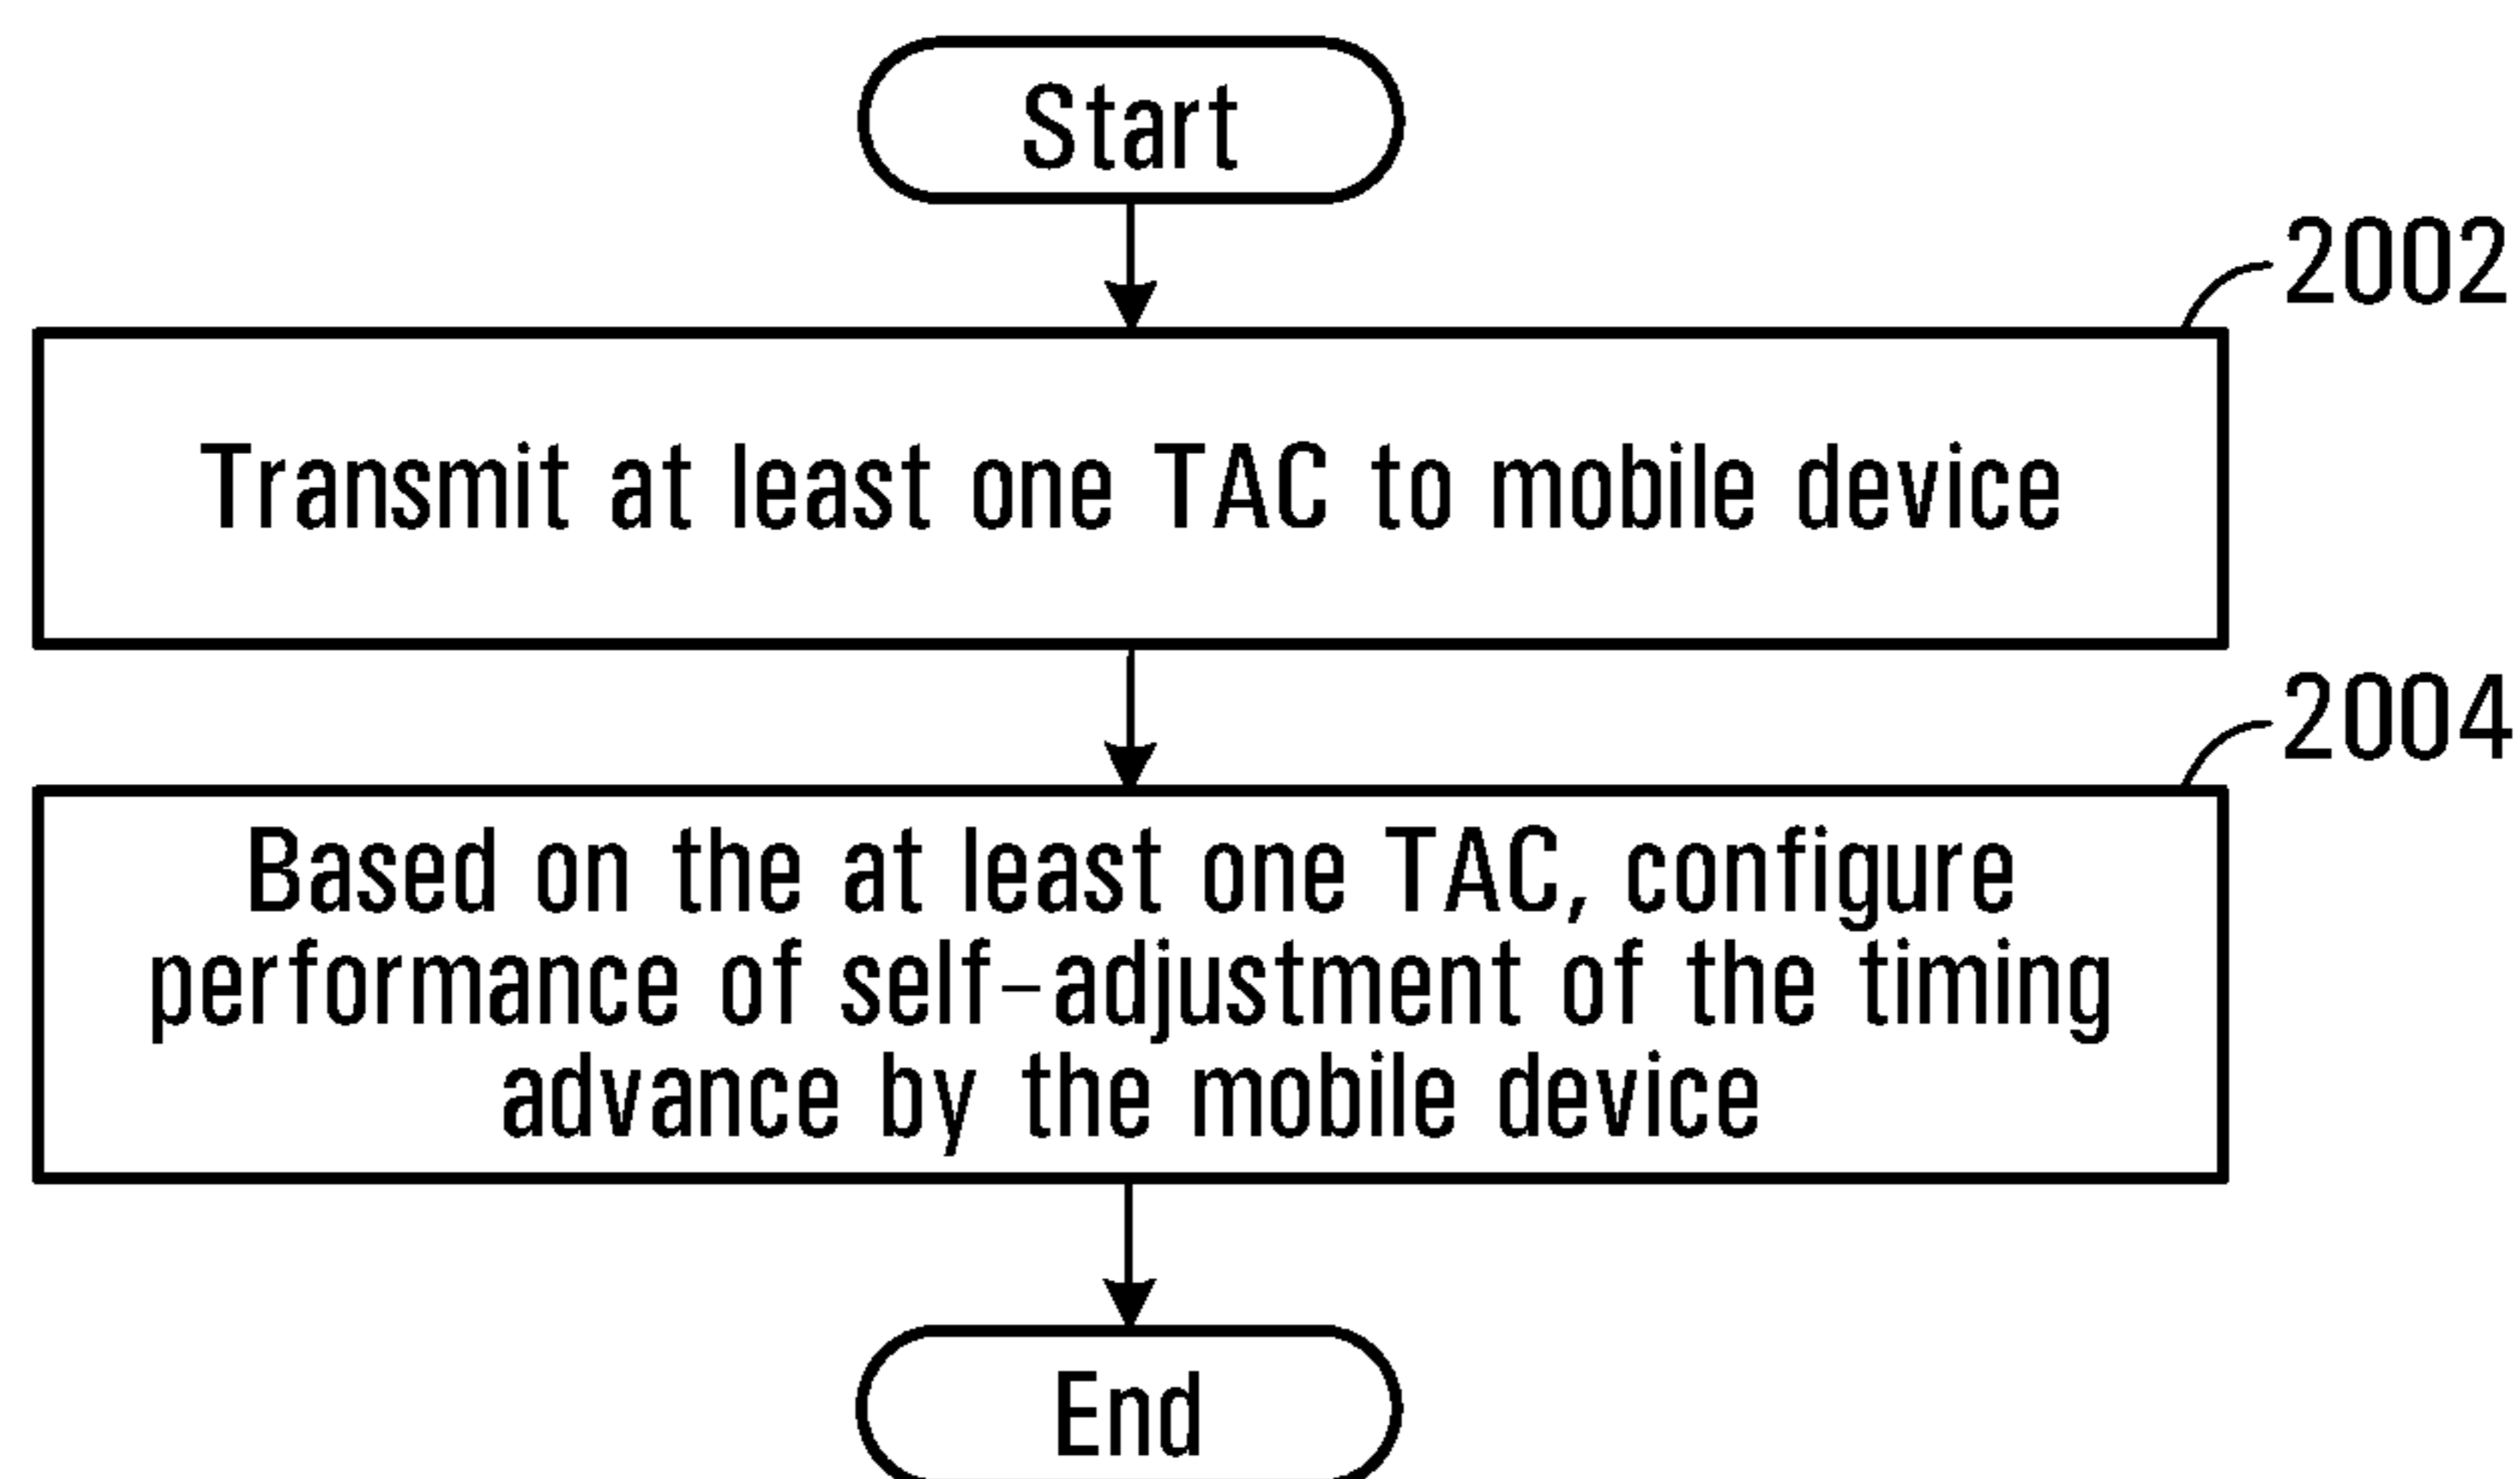 Start
2002
Transmit at least one TAC to mobile device
2004
Based on the at least one TAC, configure
performance of self-adjustment of the timing
advance by the mobile device
End